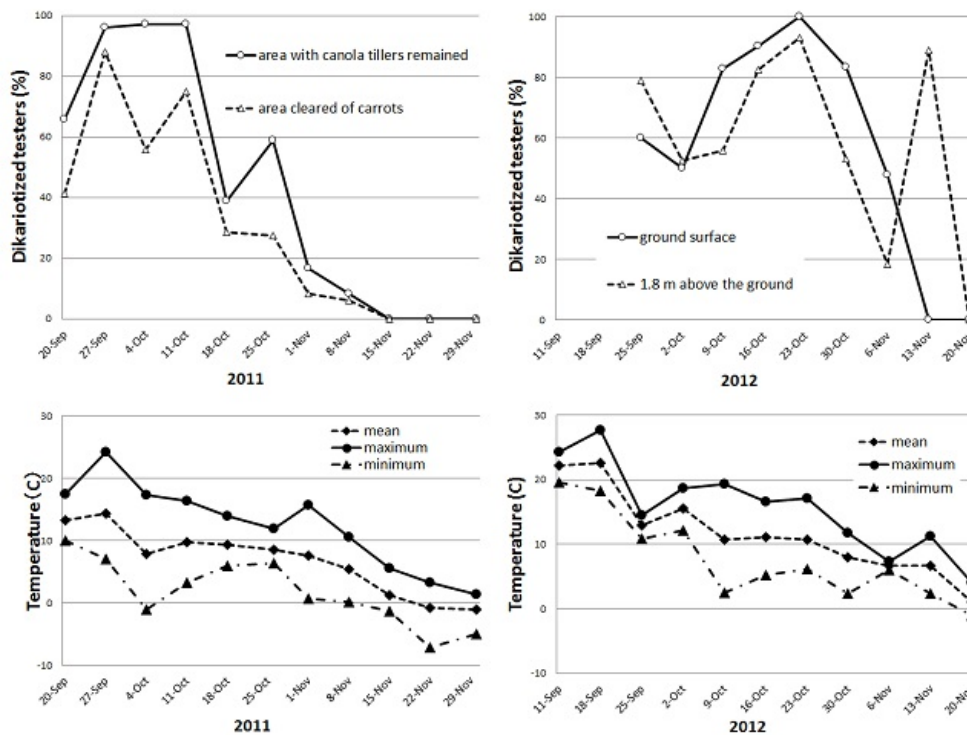 100
80
60
40
20
0
Dikariotized testers (%)
area with canola tillers remained
area cleared of carrots
20-Sep
27-Sep
4-Oct
11-Oct
18-Oct
25-Oct
1-Nov
8-Nov
15-Nov
22-Nov
29-Nov
2011
100
80
60
40
20
0
Dikariotized testers (%)
ground surface
1.8 m above the ground
11-Sep
18-Sep
25-Sep
2-Oct
9-Oct
16-Oct
23-Oct
30-Oct
6-Nov
13-Nov
20-Nov
2012
30
20
10
0
-10
Temperature (C)
mean
maximum
minimum
20-Sep
27-Sep
4-Oct
11-Oct
18-Oct
25-Oct
1-Nov
8-Nov
15-Nov
22-Nov
29-Nov
2011
30
20
10
0
-10
Temperature (C)
mean
maximum
minimum
11-Sep
18-Sep
25-Sep
2-Oct
9-Oct
16-Oct
23-Oct
30-Oct
6-Nov
13-Nov
20-Nov
2012